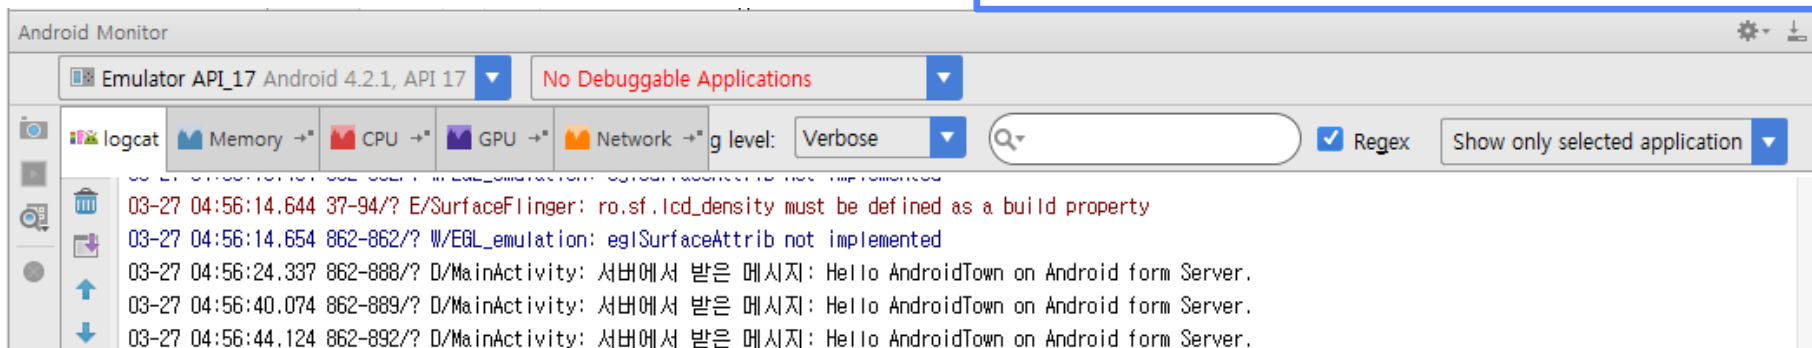 Android Monitor
Emulator API_17 Android 4.2.1, API 17 No Debuggable Applications
logcat Memory CPU GPU Network g level: Verbose Regex Show only selected application
03-27 04:56:14.644 37-94/? E/SurfaceFlinger: ro.sf.lcd_density must be defined as a build property
03-27 04:56:14.654 862-862/? W/EGL_emulation: eglSurfaceAttrib not implemented
03-27 04:56:24.337 862-888/? D/MainActivity: 서버에서 받은 메시지: Hello AndroidTown on Android form Server.
03-27 04:56:40.074 862-889/? D/MainActivity: 서버에서 받은 메시지: Hello AndroidTown on Android form Server.
03-27 04:56:44.124 862-892/? D/MainActivity: 서버에서 받은 메시지: Hello AndroidTown on Android form Server.